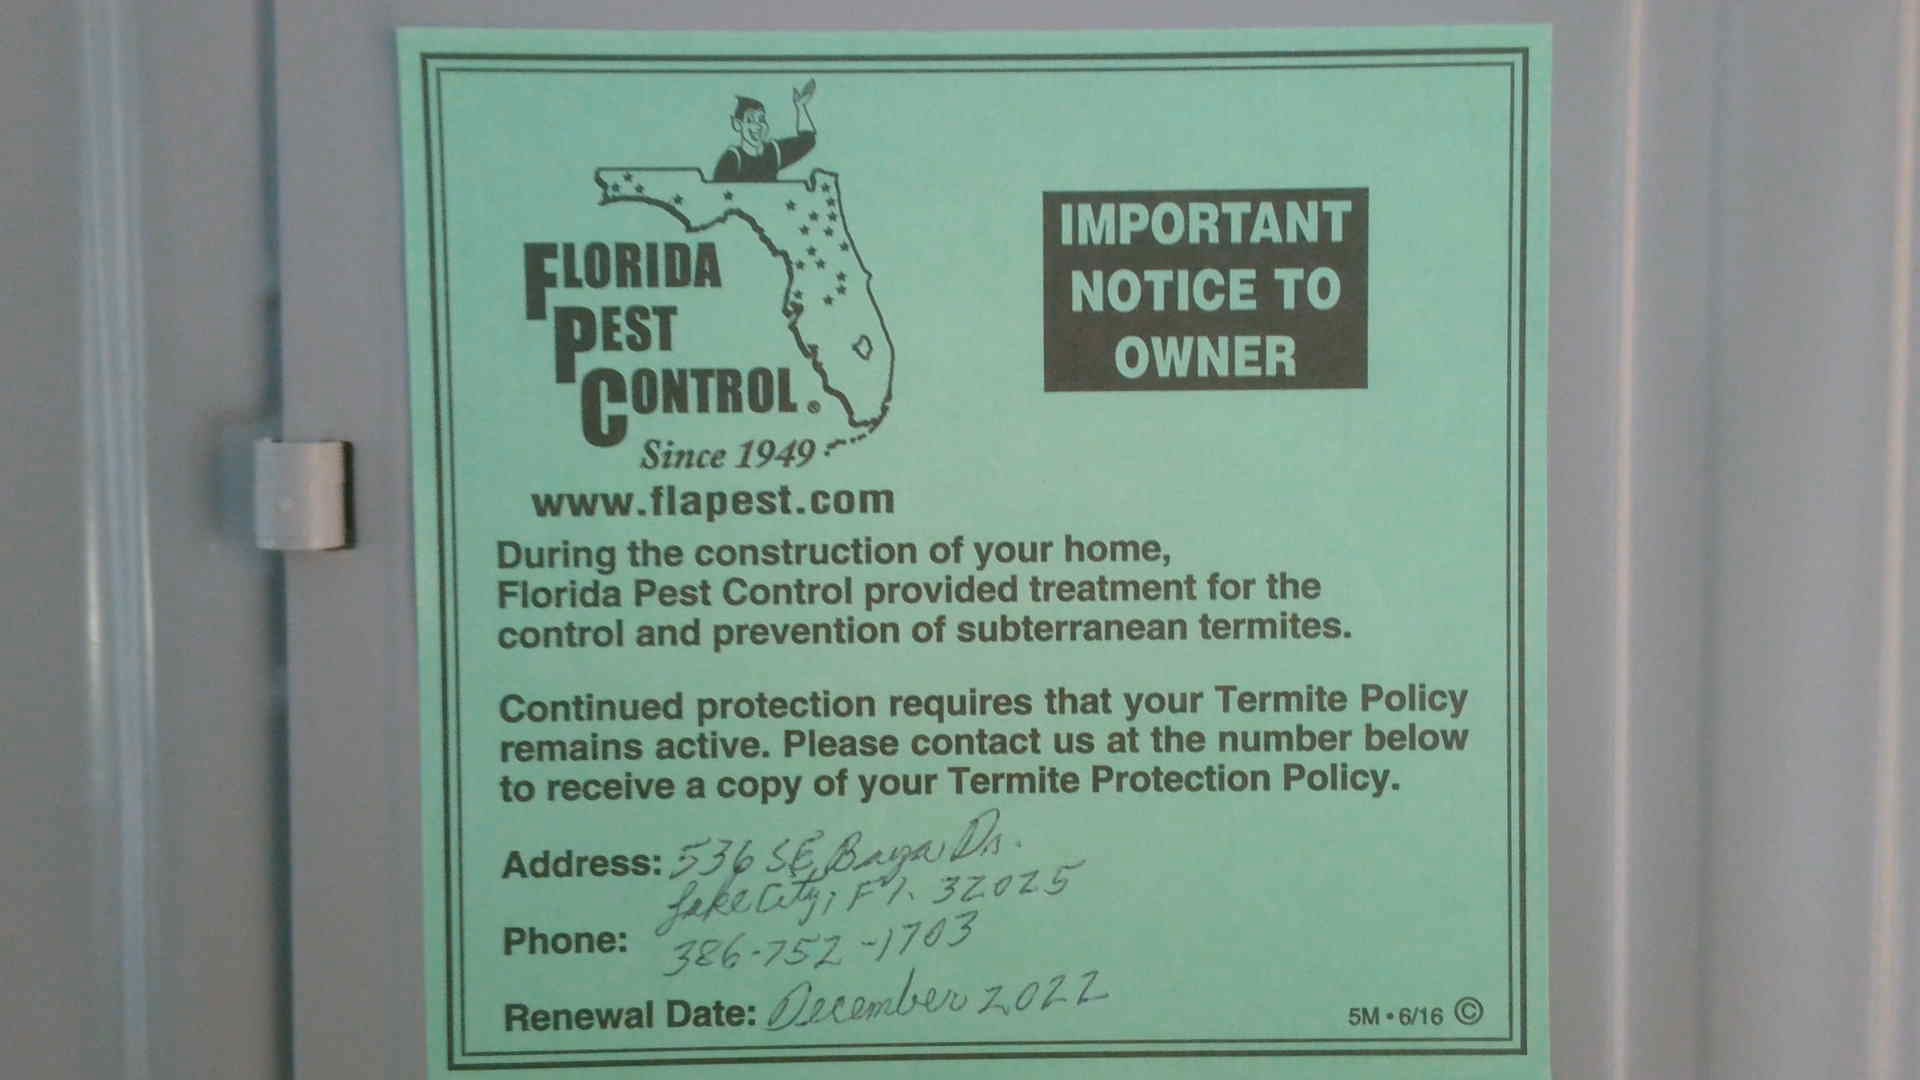 FLORIDA
PEST
CONTROL®
Since 1949
www.flapest.com
IMPORTANT
NOTICE TO
OWNER
During the construction of your home,
Florida Pest Control provided treatment for the
control and prevention of subterranean termites.
Continued protection requires that your Termite Policy
remains active. Please contact us at the number below
to receive a copy of your Termite Protection Policy.
Address: 536 SE Baya Dr.
Lake City, Fl. 32025
Phone: 386-752-1703
Renewal Date: December 2022
5M • 6/16 ©